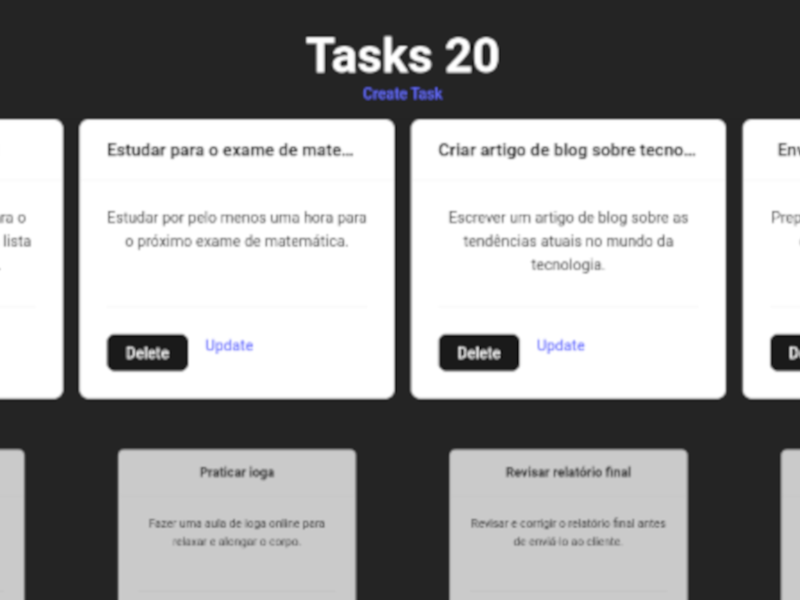 Tasks 20
Create Task
ra o
lista
Estudar para o exame de mate...
Estudar por pelo menos uma hora para
o próximo exame de matemática.
Delete
Update
Criar artigo de blog sobre tecno...
Escrever um artigo de blog sobre as
tendências atuais no mundo da
tecnologia.
Delete
Update
Env
Prep
D
Praticar ioga
Fazer uma aula de ioga online para
relaxar e alongar o corpo.
Revisar relatório final
Revisar e corrigir o relatório final antes
de enviá-lo ao cliente.